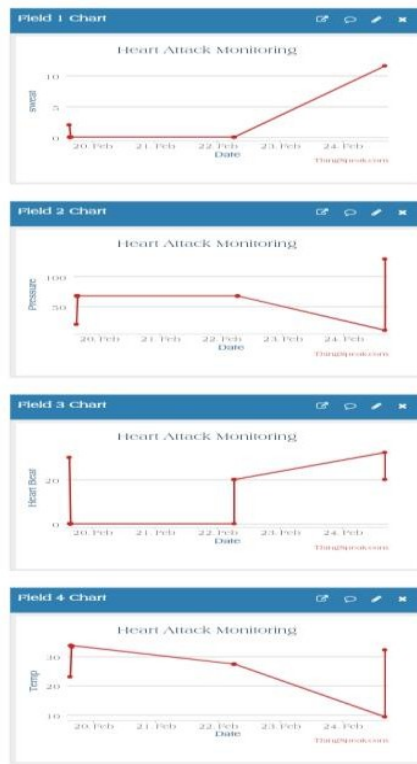 Field 1 Chart
Heart Attack Monitoring
sweat
10
5
0
20. Feb 21. Feb 22. Feb 23. Feb 24. Feb
Date
ThingSpeak.com
Field 2 Chart
Heart Attack Monitoring
Pressure
100
50
20. Feb 21. Feb 22. Feb 23. Feb 24. Feb
Date
ThingSpeak.com
Field 3 Chart
Heart Attack Monitoring
Heart Beat
20
0
20. Feb 21. Feb 22. Feb 23. Feb 24. Feb
Date
ThingSpeak.com
Field 4 Chart
Heart Attack Monitoring
Temp
30
20
10
20. Feb 21. Feb 22. Feb 23. Feb 24. Feb
Date
ThingSpeak.com